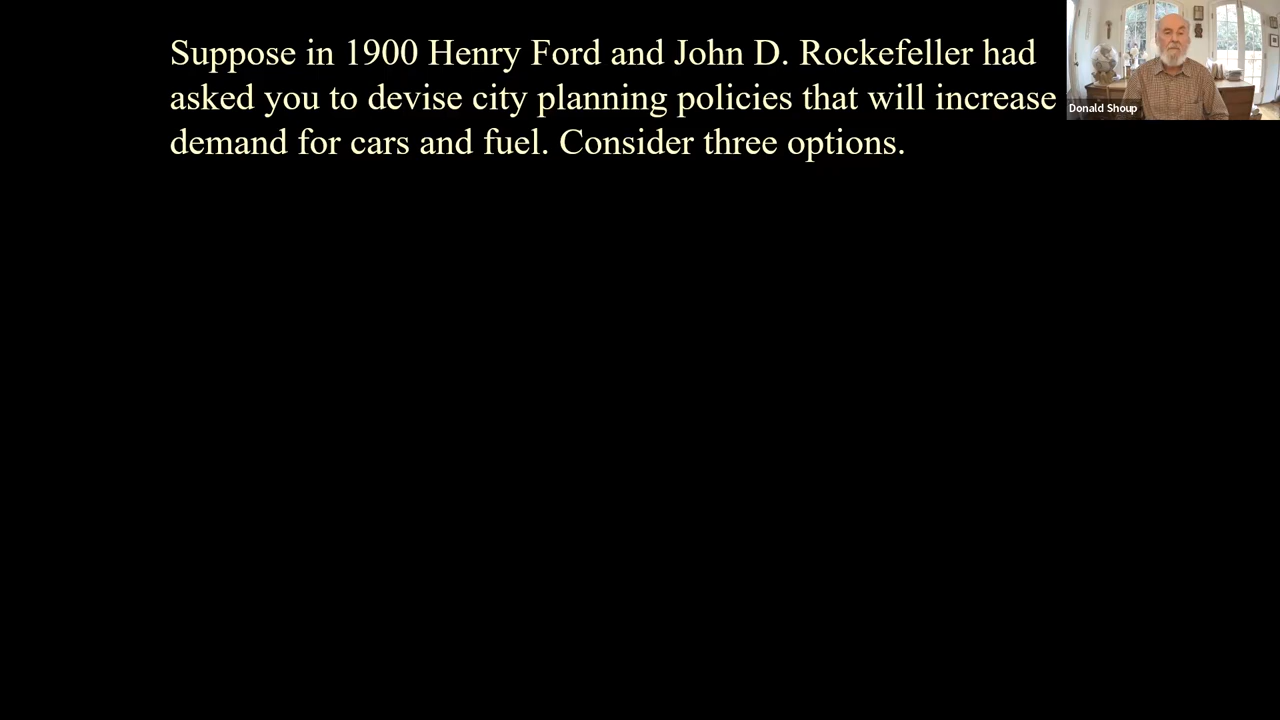 Suppose in 1900 Henry Ford and John D. Rockefeller had
asked you to devise city planning policies that will increase
demand for cars and fuel. Consider three options.
Donald Shoup